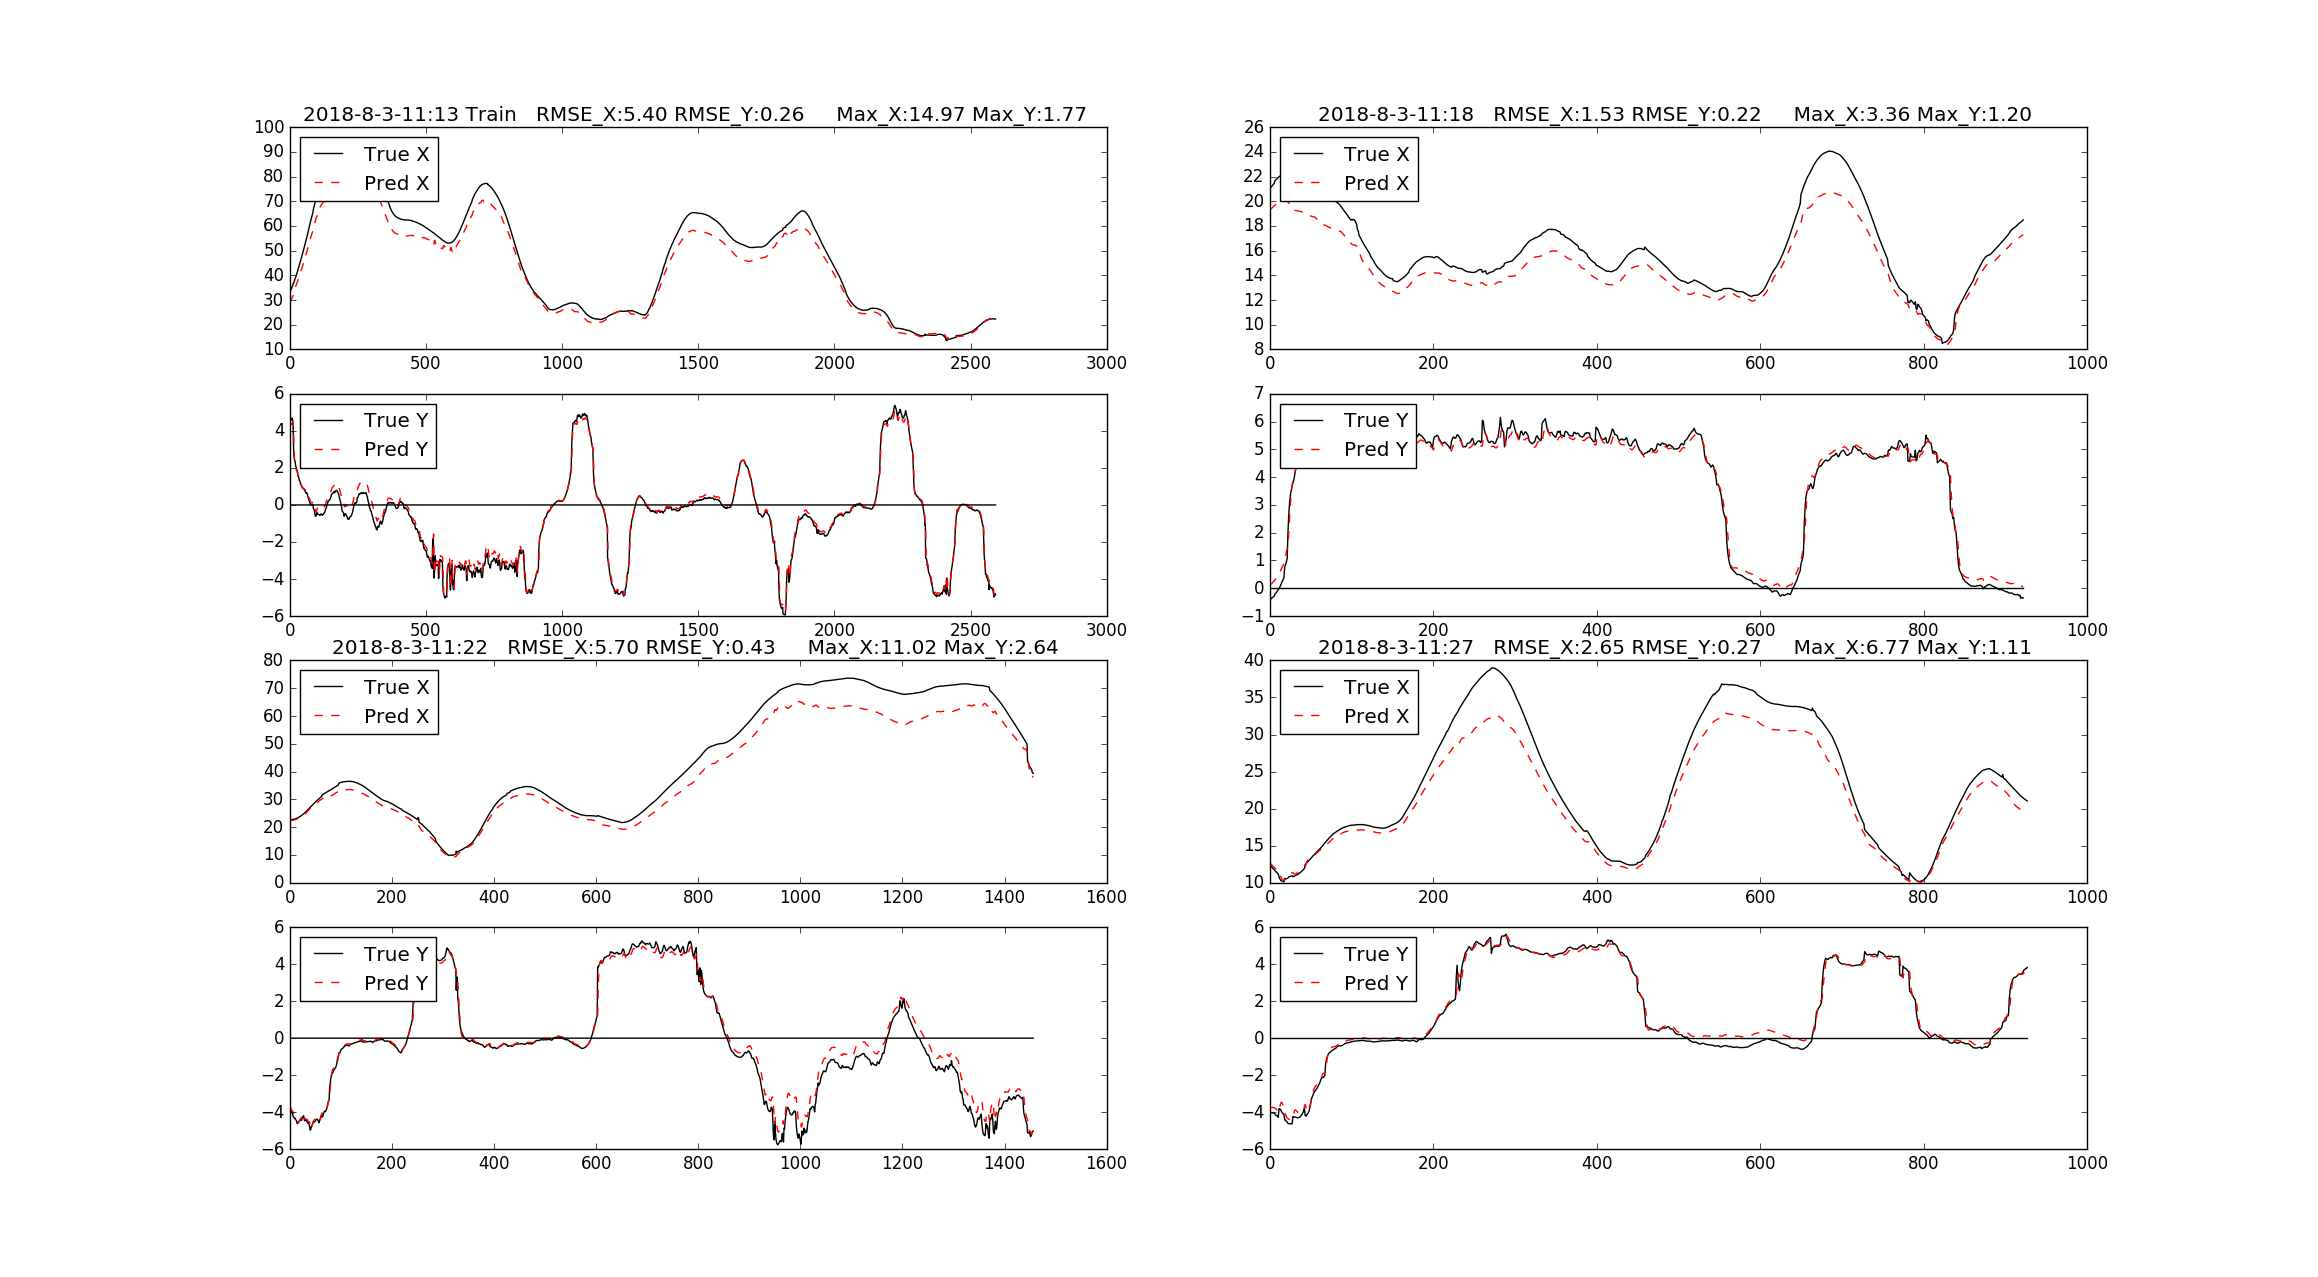 2018-8-3-11:13 Train RMSE_X:5.40 RMSE_Y:0.26 Max_X:14.97 Max_Y:1.77
100
90
80
70
60
50
40
30
20
10
True X
Pred X
0 500 1000 1500 2000 2500 3000
6
4
2
0
−2
−4
−6
True Y
Pred Y
0 500 1000 1500 2000 2500 3000
2018-8-3-11:18 RMSE_X:1.53 RMSE_Y:0.22 Max_X:3.36 Max_Y:1.20
26
24
22
20
18
16
14
12
10
8
True X
Pred X
0 200 400 600 800 1000
7
6
5
4
3
2
1
0
−1
True Y
Pred Y
0 200 400 600 800 1000
2018-8-3-11:22 RMSE_X:5.70 RMSE_Y:0.43 Max_X:11.02 Max_Y:2.64
80
70
60
50
40
30
20
10
0
True X
Pred X
0 200 400 600 800 1000 1200 1400 1600
6
4
2
0
−2
−4
−6
True Y
Pred Y
0 200 400 600 800 1000 1200 1400 1600
2018-8-3-11:27 RMSE_X:2.65 RMSE_Y:0.27 Max_X:6.77 Max_Y:1.11
40
35
30
25
20
15
10
True X
Pred X
0 200 400 600 800 1000
6
4
2
0
−2
−4
−6
True Y
Pred Y
0 200 400 600 800 1000